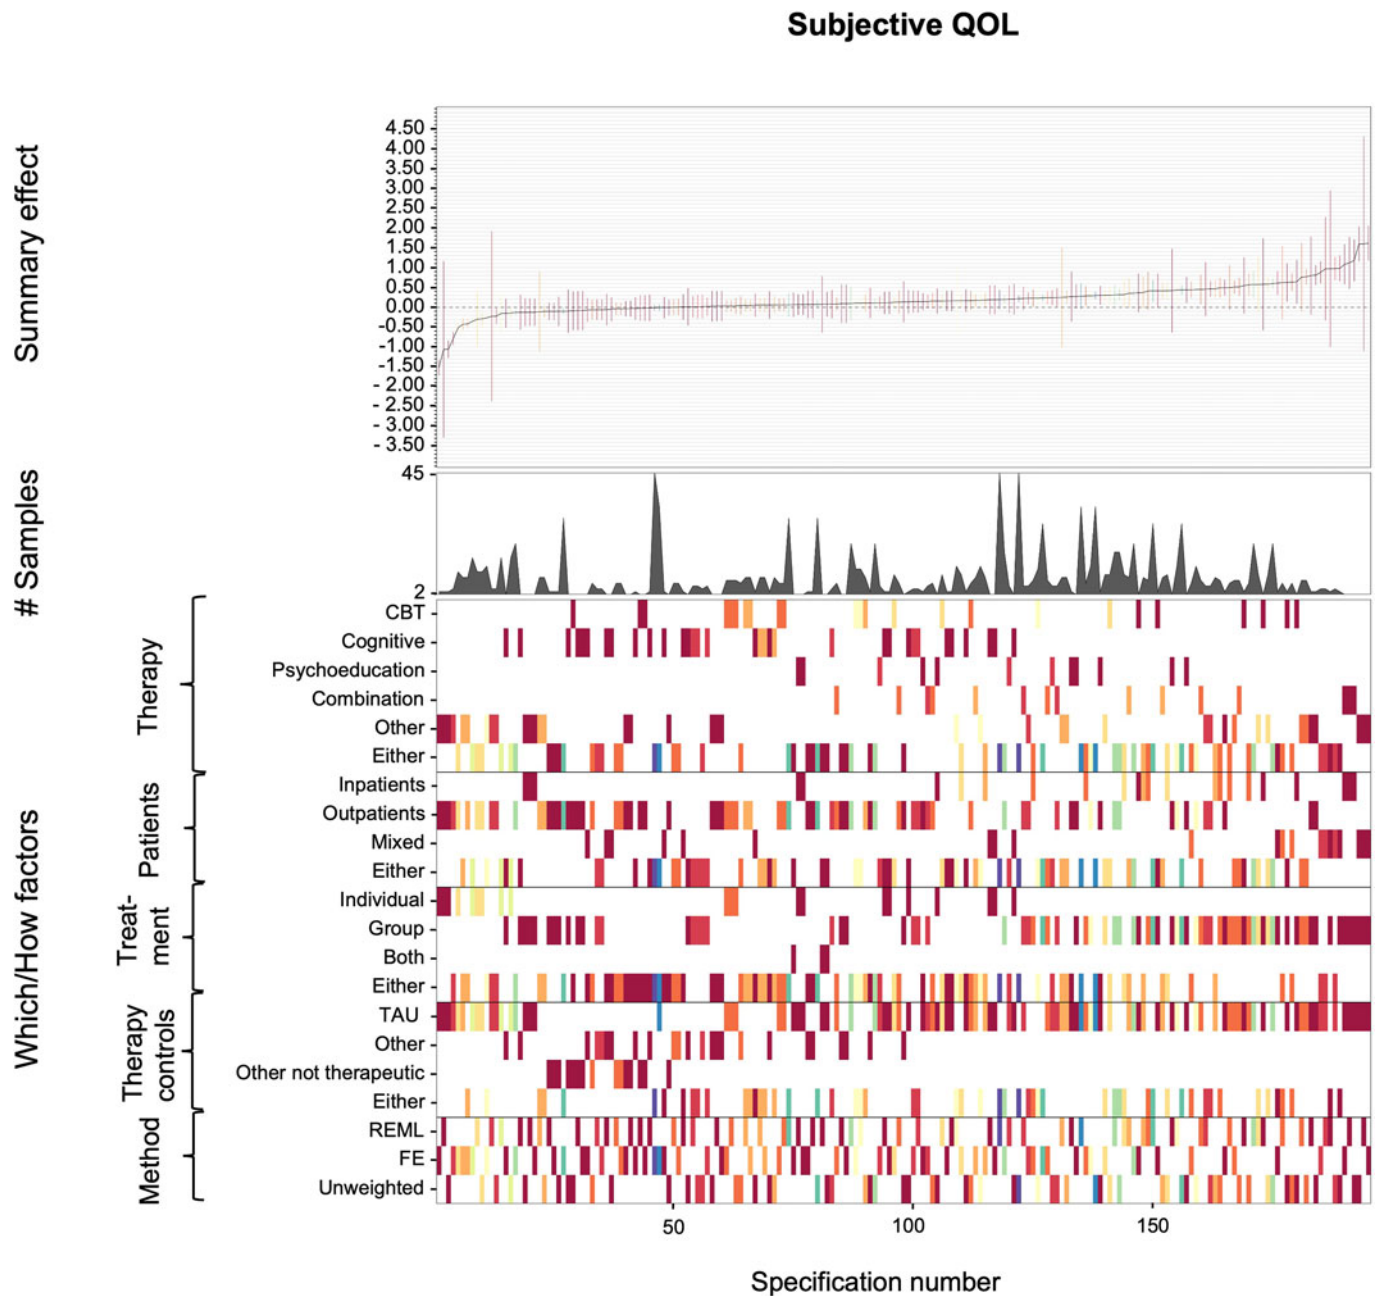 Subjective QOL
Summary effect
4.50
4.00
3.50
3.00
2.50
2.00
1.50
1.00
0.50
0.00
-0.50
-1.00
-1.50
- 2.00
- 2.50
- 3.00
- 3.50
# Samples
45
2
Which/How factors
Therapy
CBT
Cognitive
Psychoeducation
Combination
Other
Either
Patients
Inpatients
Outpatients
Mixed
Either
Treat-
ment
Individual
Group
Both
Either
Therapy
controls
TAU
Other
Other not therapeutic
Either
Method
REML
FE
Unweighted
50
100
150
Specification number